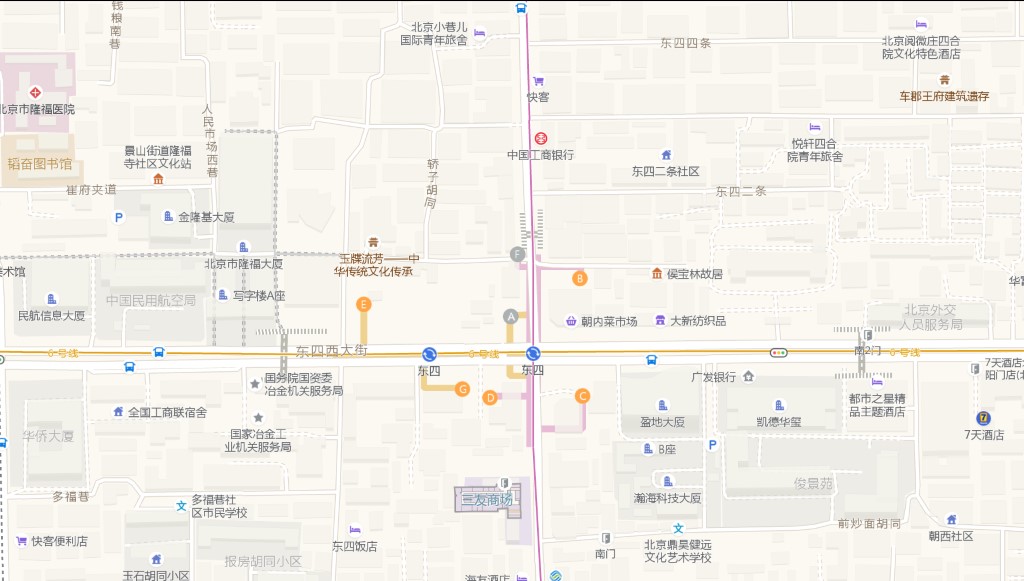 钱粮南巷
北京小巷儿
国际青年旅舍
东四四条
北京阅微庄四合
院文化特色酒店
快客
车郡王府建筑遗存
北京市隆福医院
人民市场西巷
中国工商银行
悦轩四合
院青年旅舍
景山街道隆福
寺社区文化站
韬奋图书馆
轿子胡同
东四二条社区
崔府夹道
东四二条
P
金隆基大厦
F
玉牒流芳——中
华传统文化传承
北京市隆福大厦
美术馆
B
侯宝林故居
中国民用航空局
写字楼A座
E
民航信息大厦
A
朝内菜市场
大新纺织品
北京外交
人员服务局
6号线
东四西大街
6号线
南2门
6号线
东四
东四
广发银行
7天酒店
国务院国资委
冶金机关服务局
G
D
C
都市之星精
品主题酒店
全国工商联宿舍
盈地大厦
凯德华玺
7
7天酒店
华侨大厦
国家冶金工
业机关服务局
B座
P
多福巷
多福巷社
区市民学校
三友商场
瀚海科技大厦
俊景苑
前炒面胡同
快客便利店
东四饭店
南门
北京鼎昊健远
文化艺术学校
朝西社区
玉石胡同小区
报房胡同小区
海友酒店